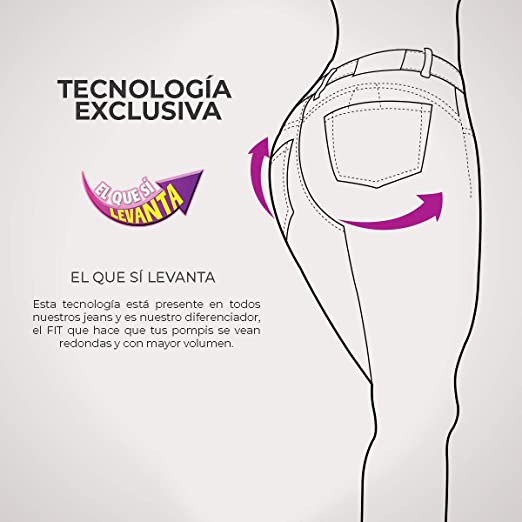 TECNOLOGÍA
EXCLUSIVA
EL QUE SÍ
LEVANTA
EL QUE SÍ LEVANTA
Esta tecnología está presente en todos
nuestros jeans y es nuestro diferenciador,
el FIT que hace que tus pompis se vean
redondas y con mayor volumen.